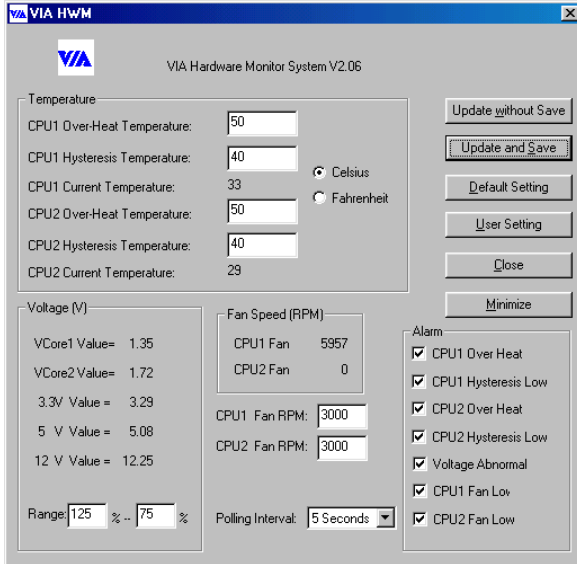 VIA VIA HWM
VIA
VIA Hardware Monitor System V2.06
Temperature
CPU1 Over-Heat Temperature: 50
CPU1 Hysteresis Temperature: 40
CPU1 Current Temperature: 33
CPU2 Over-Heat Temperature: 50
CPU2 Hysteresis Temperature: 40
CPU2 Current Temperature: 29
Celsius
Fahrenheit
Update without Save
Update and Save
Default Setting
User Setting
Close
Minimize
Voltage (V)
VCore1 Value= 1.35
VCore2 Value= 1.72
3.3V Value = 3.29
5 V Value = 5.08
12 V Value = 12.25
Range: 125 % -- 75 %
Fan Speed (RPM)
CPU1 Fan 5957
CPU2 Fan 0
CPU1 Fan RPM: 3000
CPU2 Fan RPM: 3000
Polling Interval: 5 Seconds
Alarm
CPU1 Over Heat
CPU1 Hysteresis Low
CPU2 Over Heat
CPU2 Hysteresis Low
Voltage Abnormal
CPU1 Fan Lov
CPU2 Fan Low